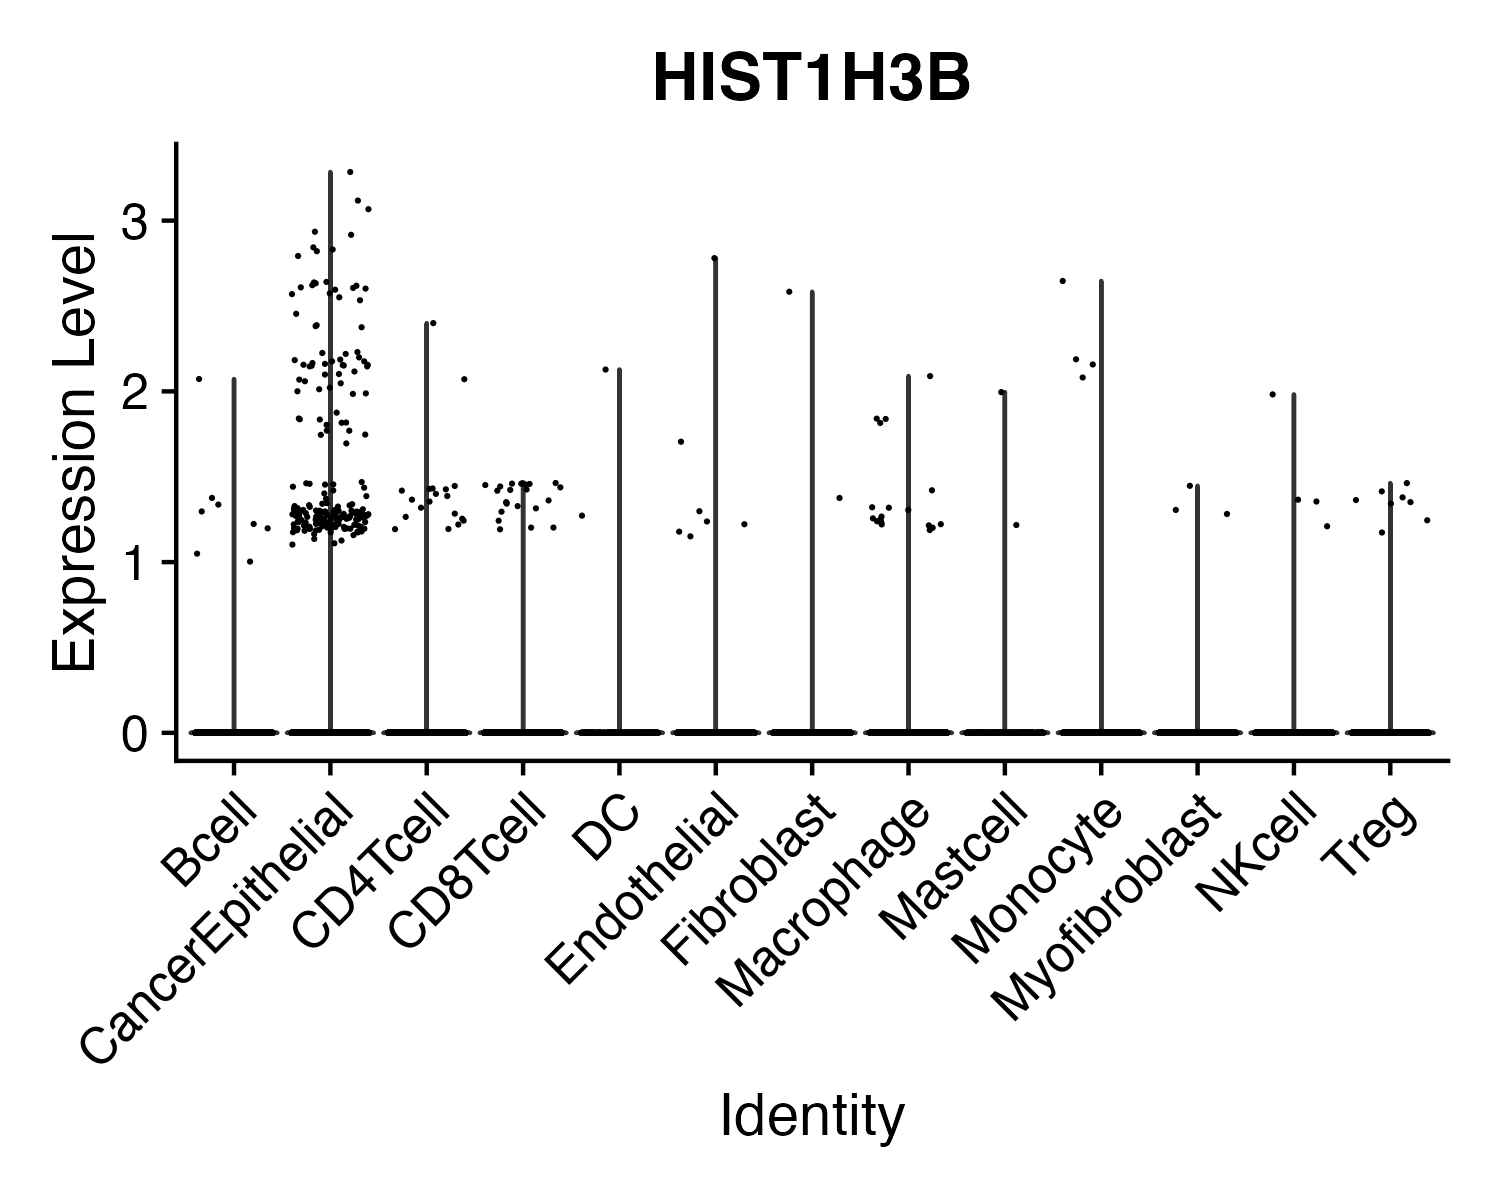 HIST1H3B
Expression Level
3
2
1
0
Bcell
CancerEpithelial
CD4Tcell
CD8Tcell
DC
Endothelial
Fibroblast
Macrophage
Mastcell
Monocyte
Myofibroblast
NKcell
Treg
Identity